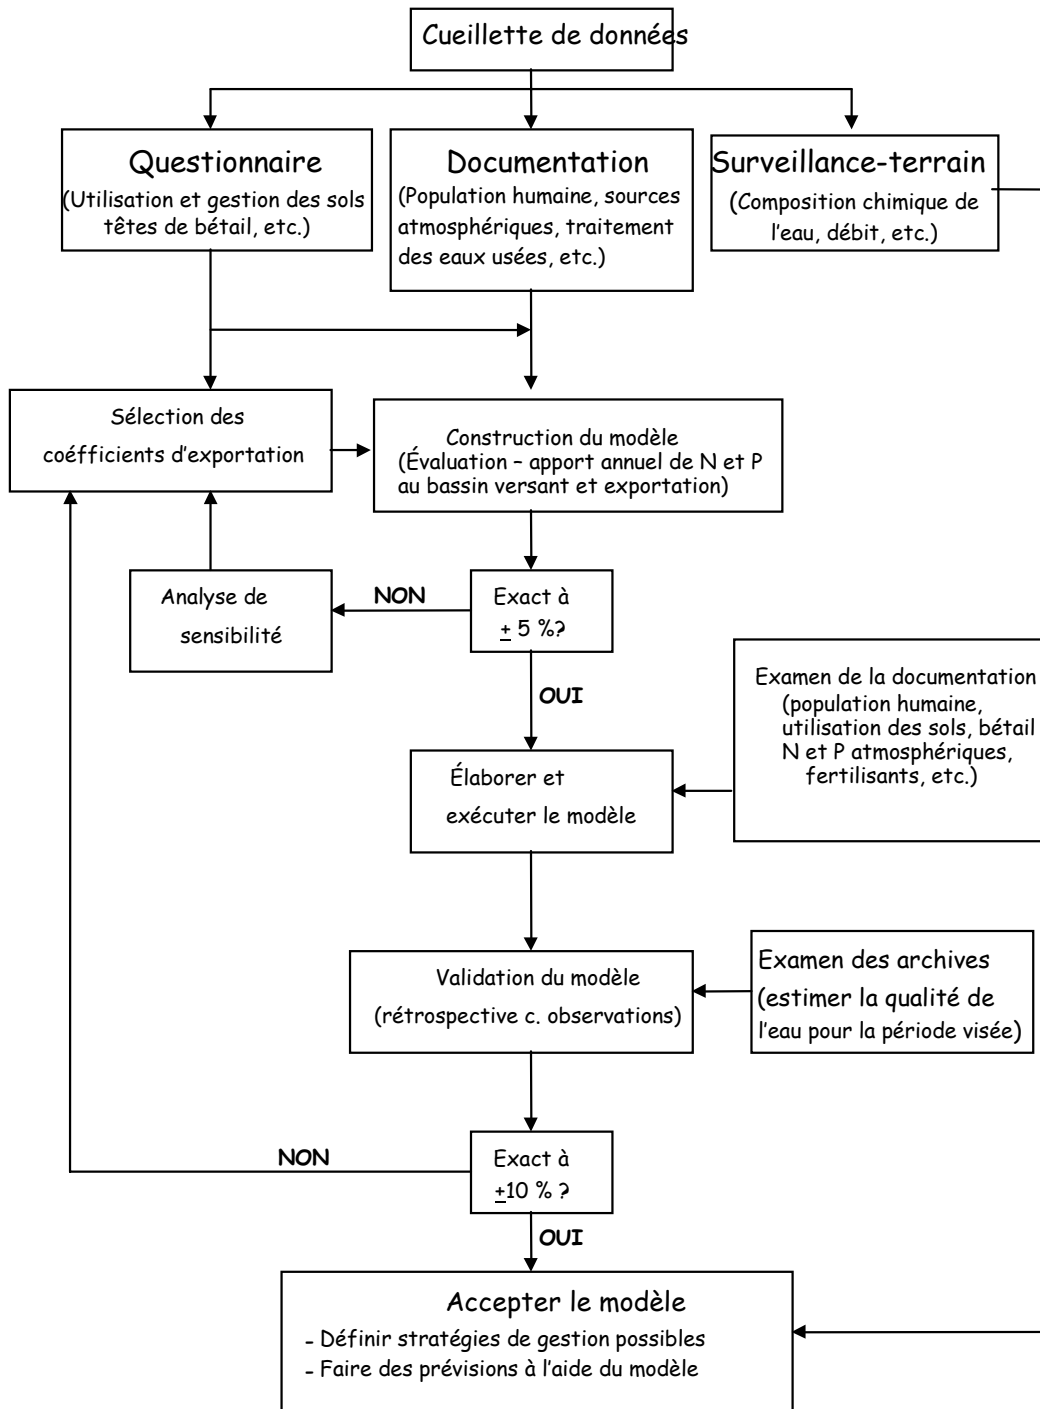 Cueillette de données
Questionnaire
(Utilisation et gestion des sols
têtes de bétail, etc.)
Documentation
(Population humaine, sources
atmosphériques, traitement
des eaux usées, etc.)
Surveillance-terrain
(Composition chimique de
l'eau, débit, etc.)
Sélection des
coéfficients d'exportation
Construction du modèle
(Évaluation – apport annuel de N et P
au bassin versant et exportation)
Analyse de
sensibilité
NON
Exact à
± 5 %?
OUI
Examen de la documentation
(population humaine,
utilisation des sols, bétail
N et P atmosphériques,
fertilisants, etc.)
Élaborer et
exécuter le modèle
Validation du modèle
(rétrospective c. observations)
Examen des archives
(estimer la qualité de
l'eau pour la période visée)
NON
Exact à
±10 % ?
OUI
Accepter le modèle
- Définir stratégies de gestion possibles
- Faire des prévisions à l'aide du modèle